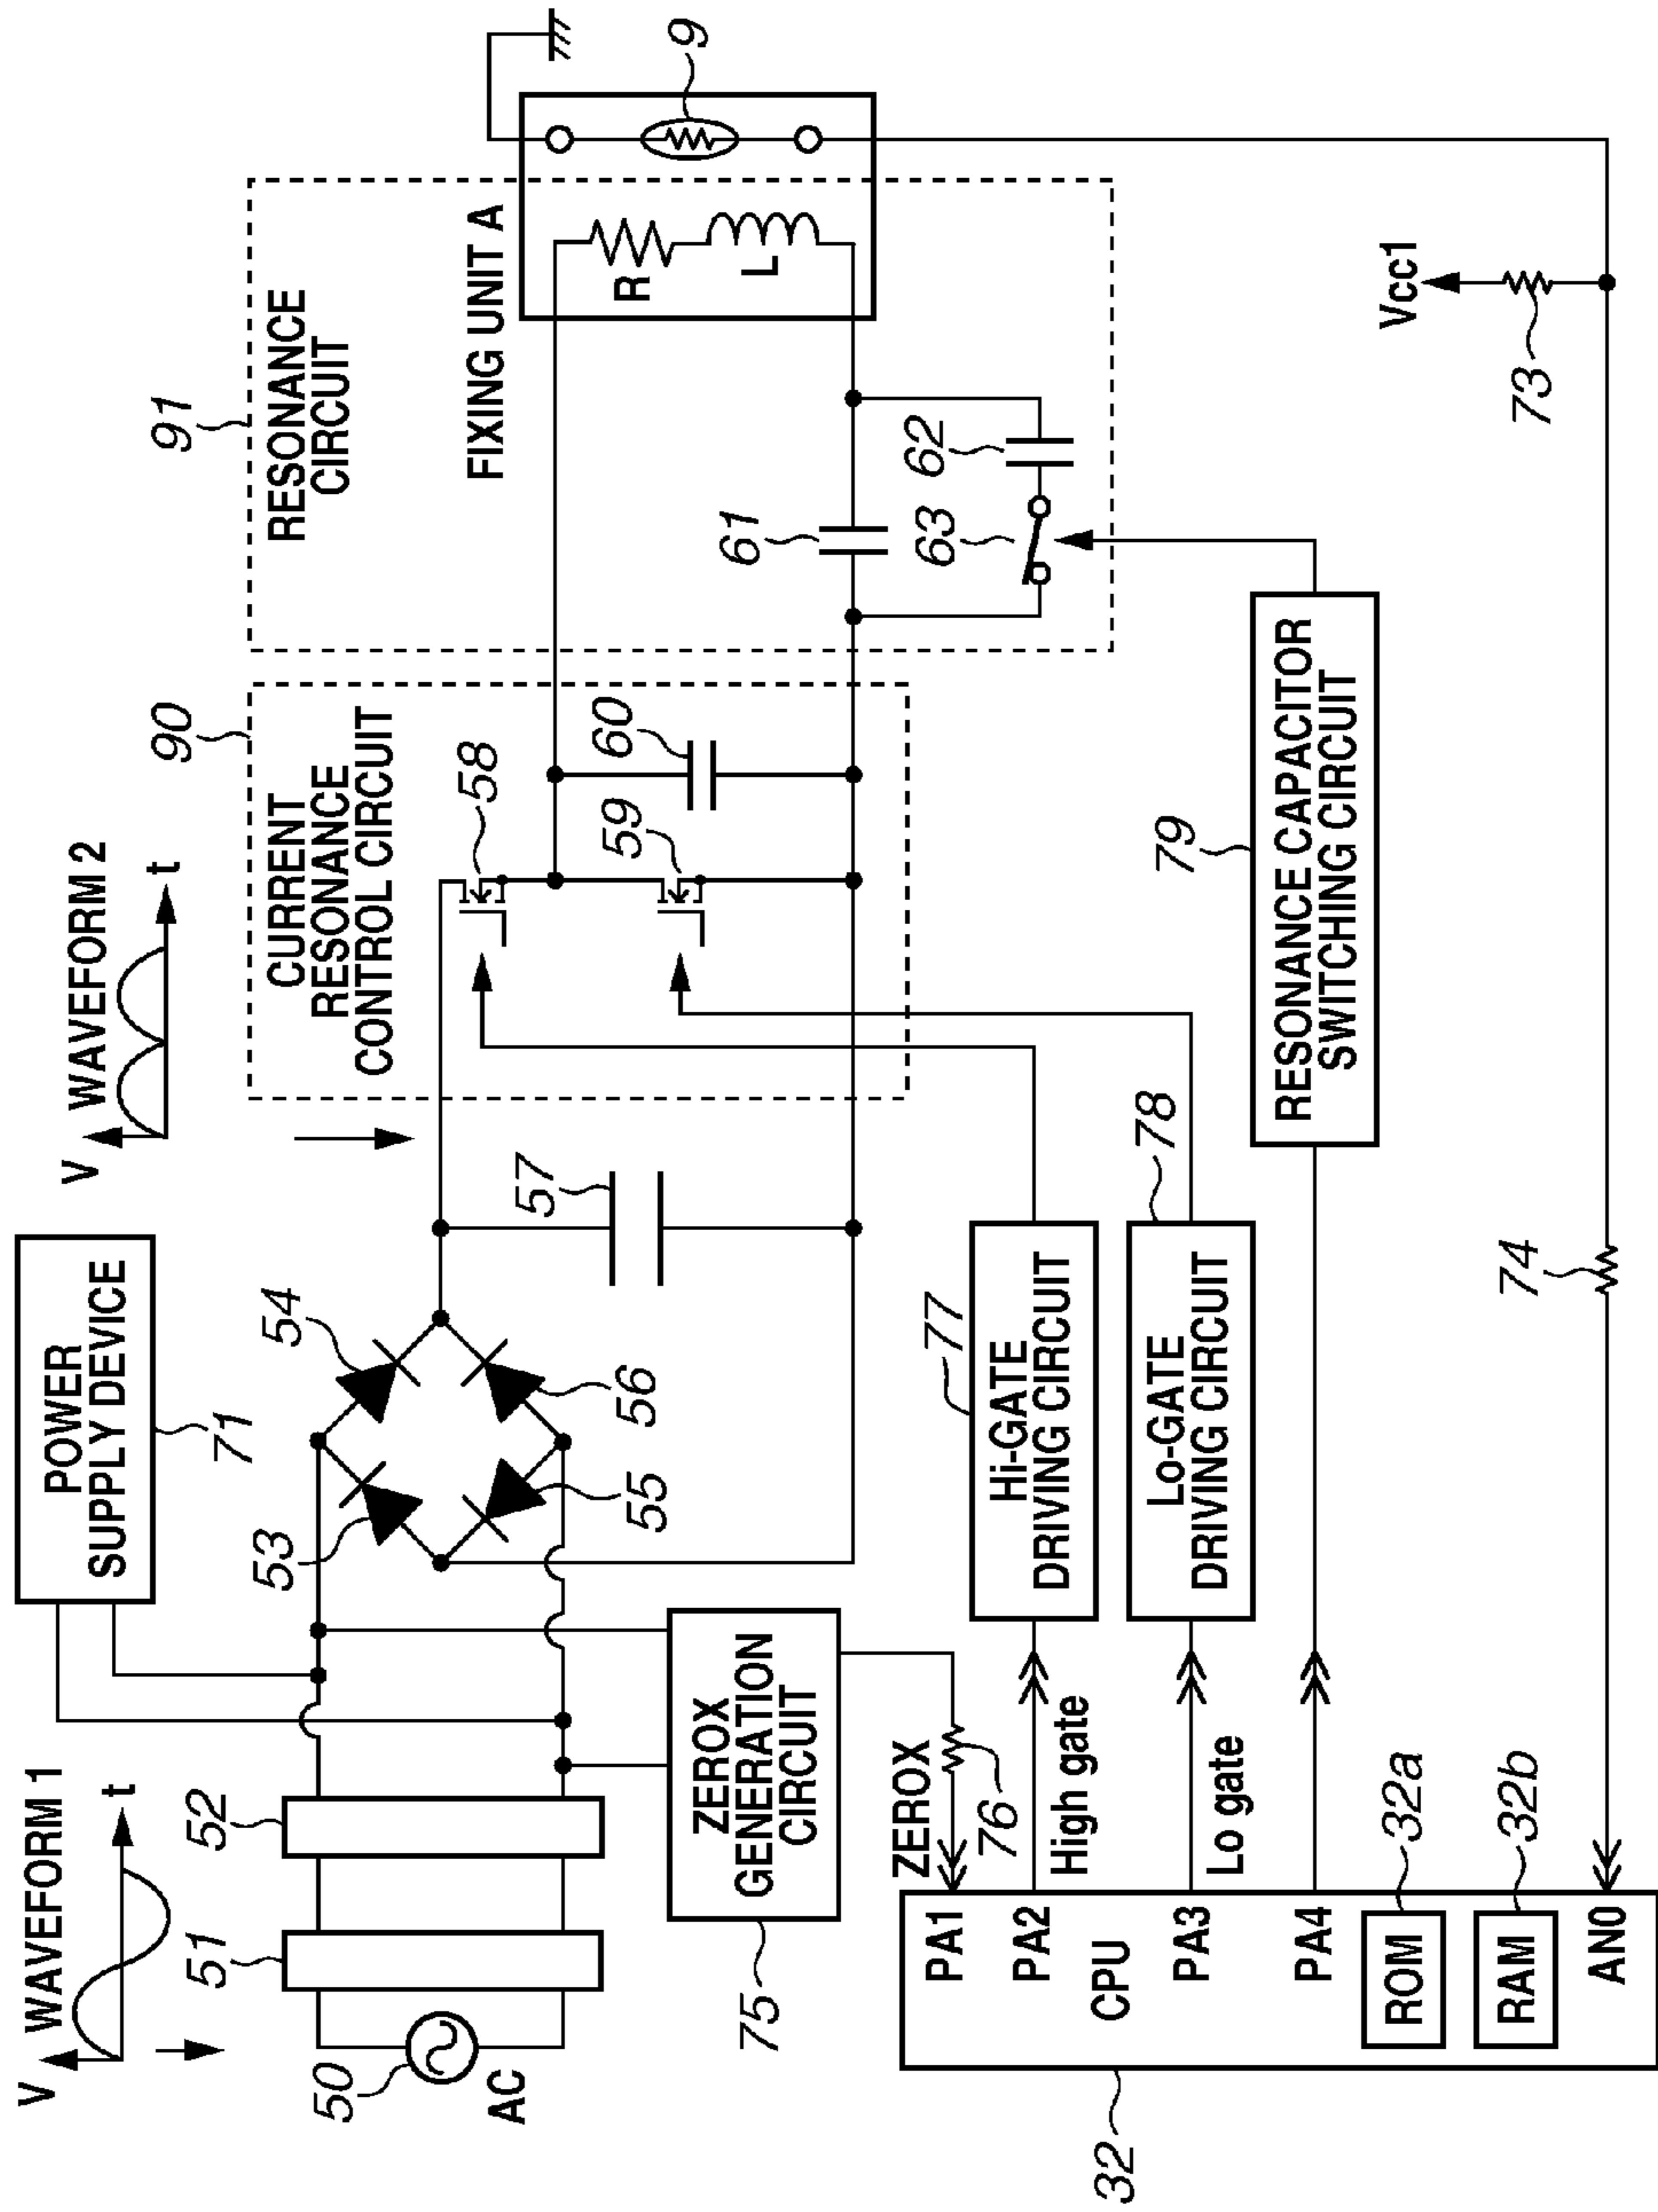 WAVEFORM 1
V
t
50
AC
51
52
POWER
SUPPLY DEVICE
71
53
54
55
56
WAVEFORM 2
V
t
57
90
CURRENT
RESONANCE
CONTROL CIRCUIT
58
59
60
91
RESONANCE
CIRCUIT
FIXING UNIT A
R
L
9
61
62
63
ZEROX
GENERATION
CIRCUIT
75
ZEROX
76
High gate
Lo gate
Hi-GATE
DRIVING CIRCUIT
77
Lo-GATE
DRIVING CIRCUIT
78
RESONANCE CAPACITOR
SWITCHING CIRCUIT
79
Vcc1
73
74
32
CPU
PA1
PA2
PA3
PA4
ROM
32a
RAM
32b
AN0